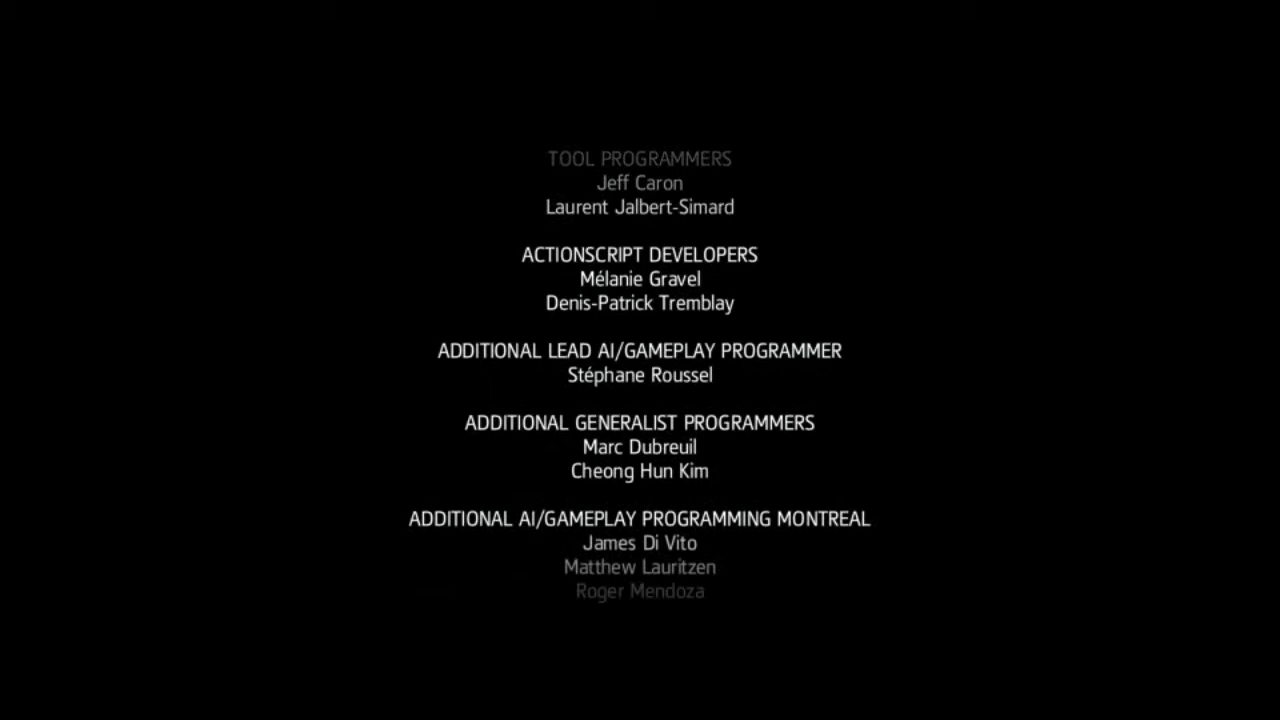 TOOL PROGRAMMERS
Jeff Caron
Laurent Jalbert-Simard
ACTIONSCRIPT DEVELOPERS
Mélanie Gravel
Denis-Patrick Tremblay
ADDITIONAL LEAD AI/GAMEPLAY PROGRAMMER
Stéphane Roussel
ADDITIONAL GENERALIST PROGRAMMERS
Marc Dubreuil
Cheong Hun Kim
ADDITIONAL AI/GAMEPLAY PROGRAMMING MONTREAL
James Di Vito
Matthew Lauritzen
Roger Mendoza